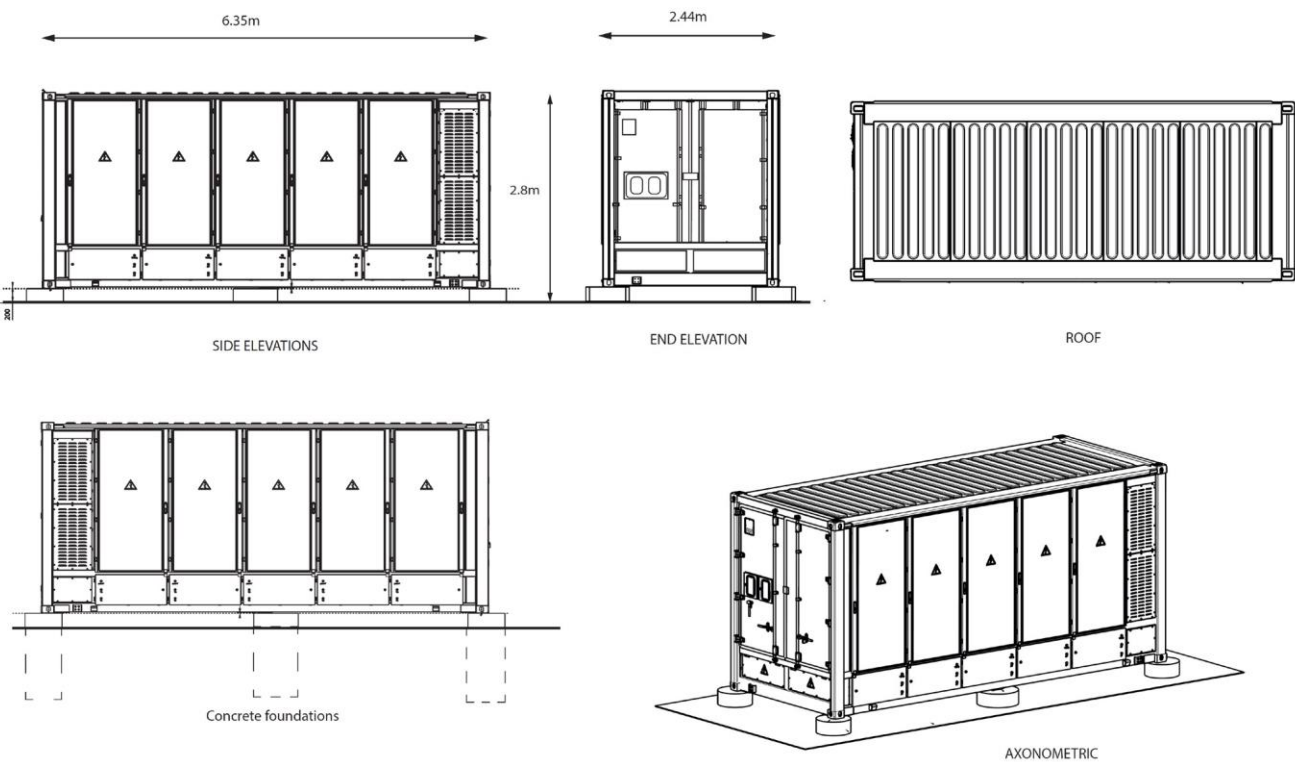 6.35m
2.44m
2.8m
200
SIDE ELEVATIONS
END ELEVATION
ROOF
Concrete foundations
AXONOMETRIC